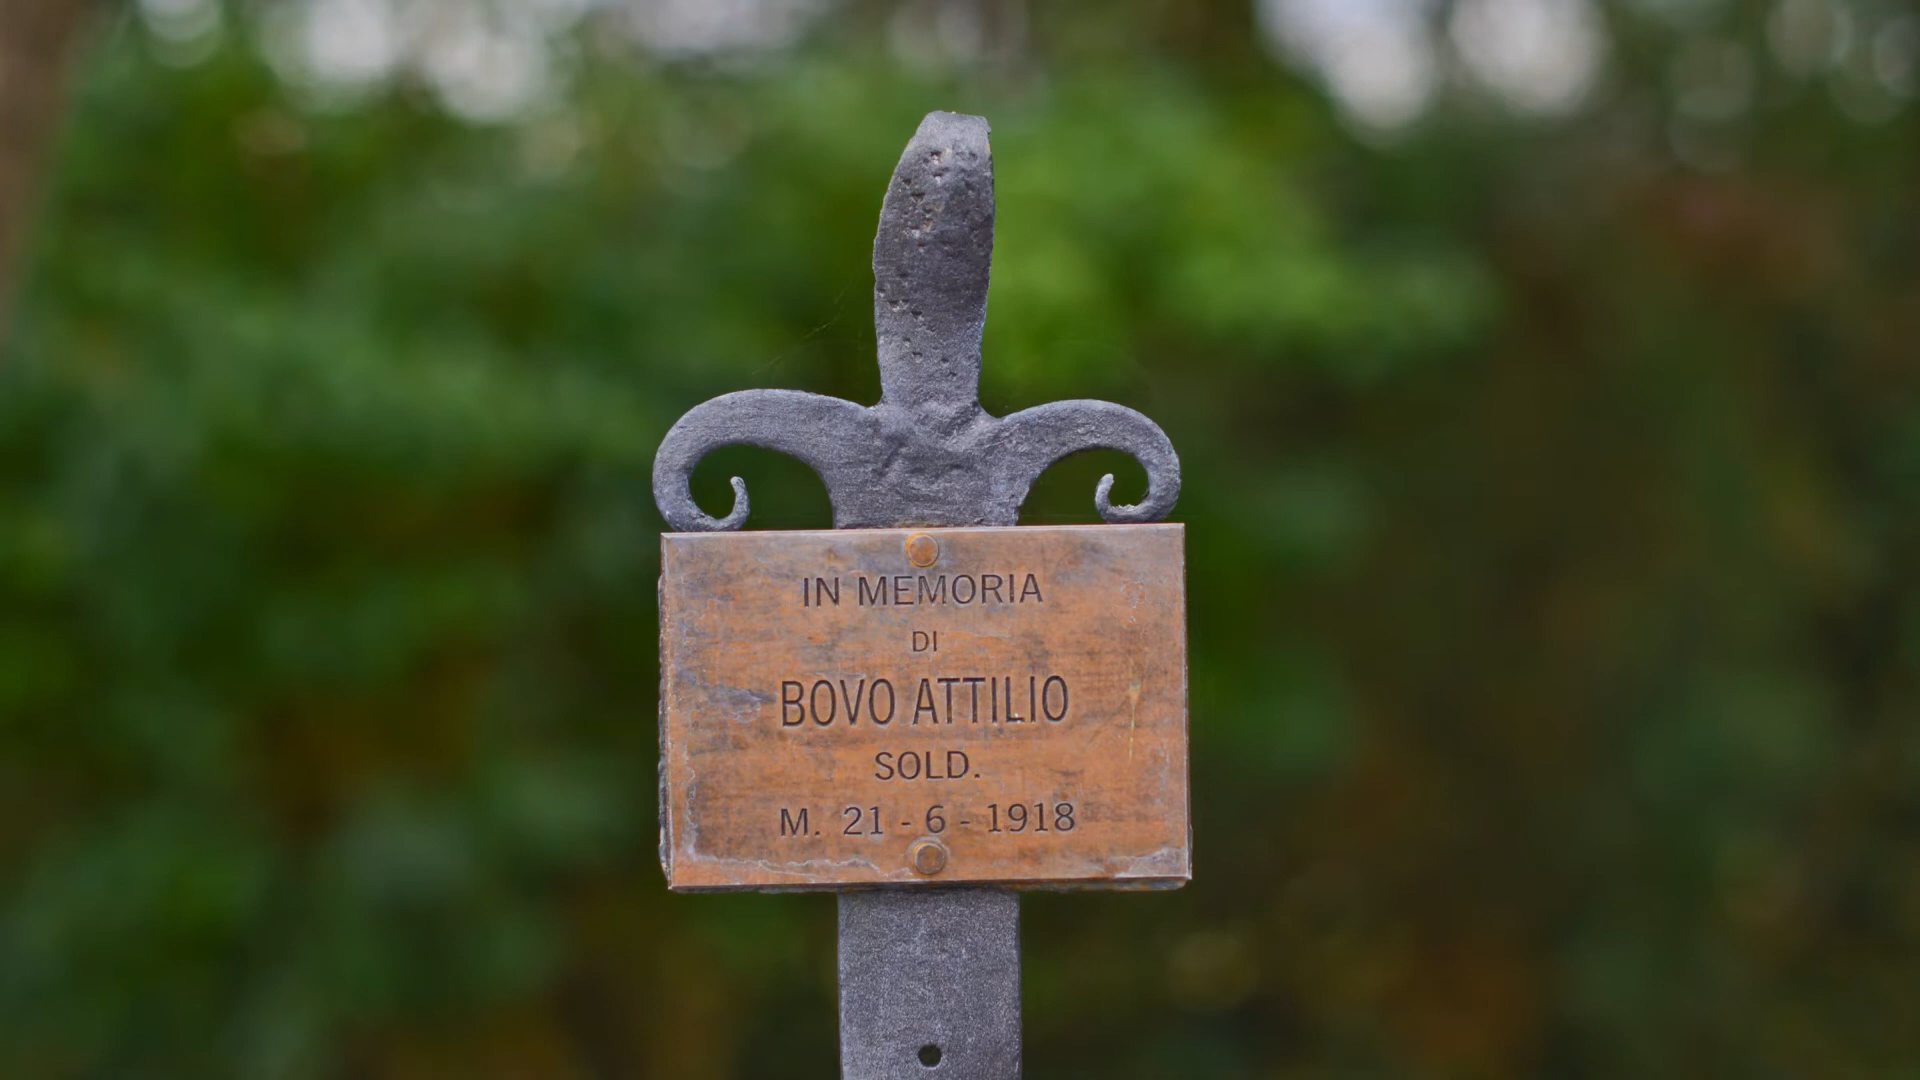 IN MEMORIA
DI
BOVO ATTILIO
SOLD.
M. 21 - 6 - 1918